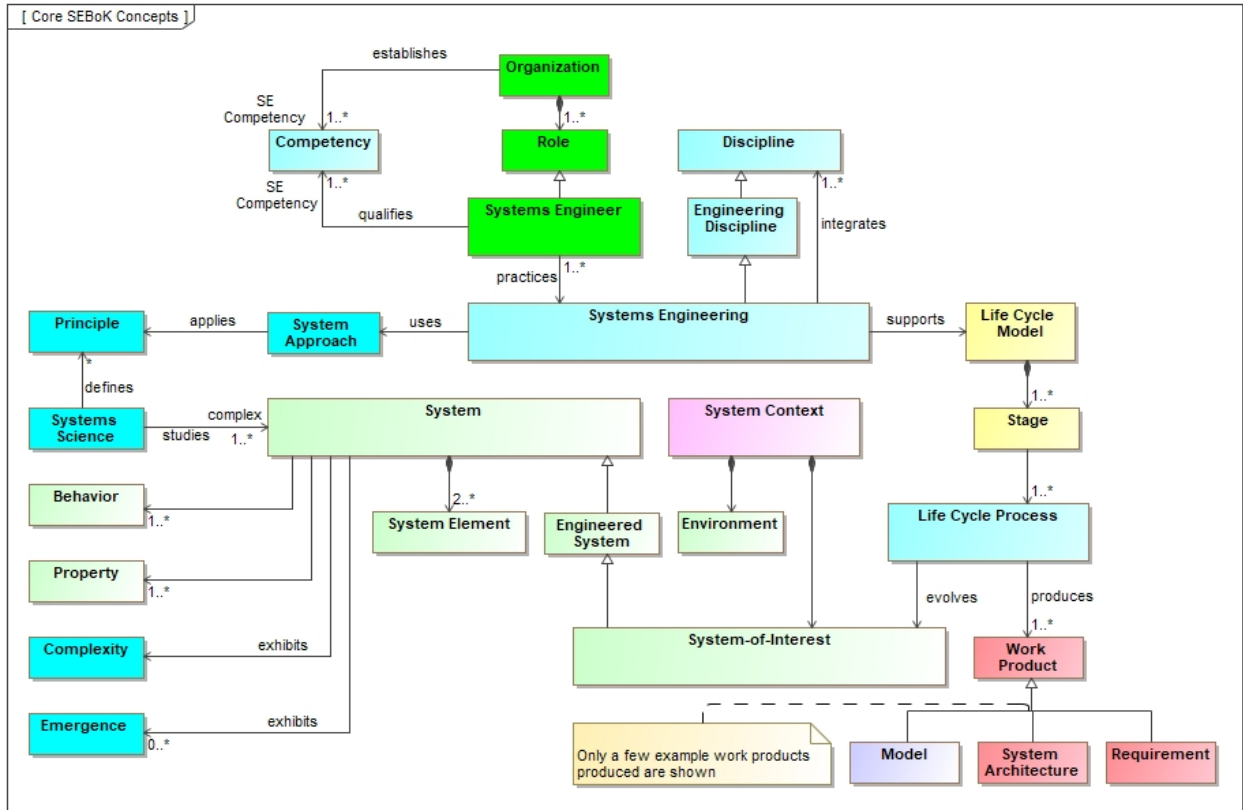 [ Core SEBoK Concepts ]
establishes
Organization
SE
Competency
1..*
1..*
Competency
Role
Discipline
1..*
1..*
SE
Competency
qualifies
Systems Engineer
Engineering
Discipline
integrates
1..*
practices
Principle
applies
System
Approach
uses
Systems Engineering
supports
Life Cycle
Model
*
defines
1..*
Systems
Science
studies
complex
1..*
System
System Context
Stage
Behavior
1..*
2..*
System Element
Engineered
System
Environment
1..*
Life Cycle Process
Property
1..*
evolves
produces
1..*
Complexity
exhibits
System-of-Interest
Work
Product
Emergence
0..*
exhibits
Only a few example work products
produced are shown
Model
System
Architecture
Requirement